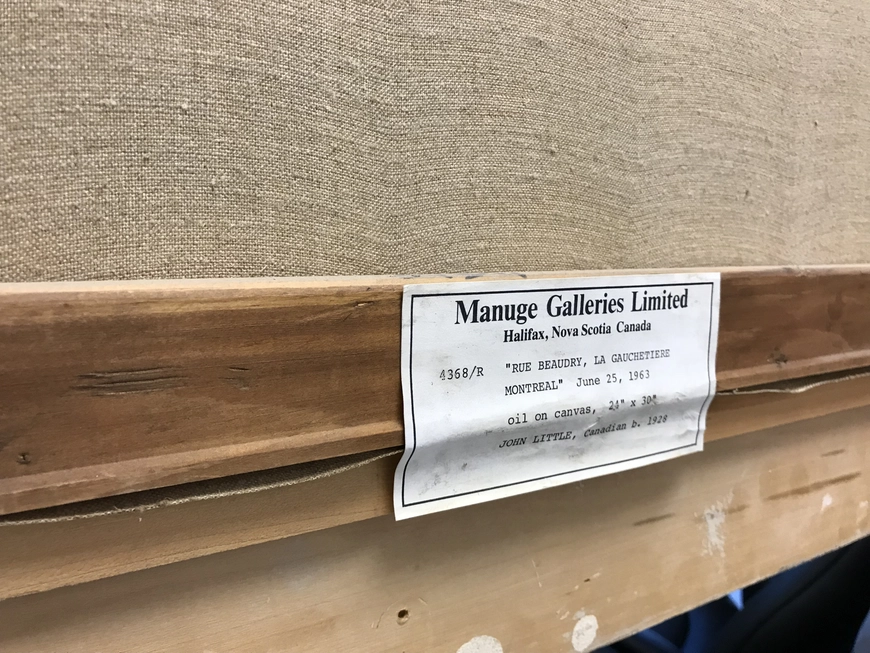 Manuge Galleries Limited
Halifax, Nova Scotia Canada
4368/R "RUE BEAUDRY, LA GAUCHETIERE
MONTREAL" June 25, 1963
oil on canvas, 24" x 30"
JOHN LITTLE, Canadian b. 1928